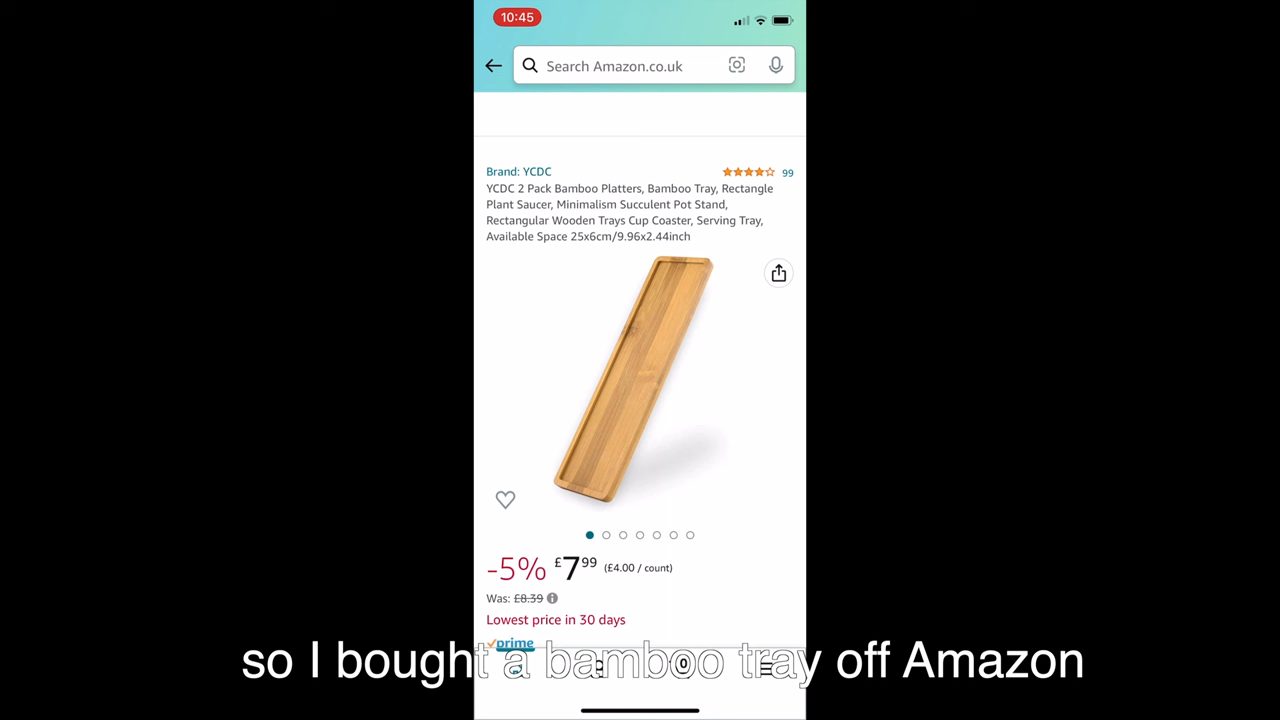 10:45
Search Amazon.co.uk
Brand: YCDC
99
YCDC 2 Pack Bamboo Platters, Bamboo Tray, Rectangle
Plant Saucer, Minimalism Succulent Pot Stand,
Rectangular Wooden Trays Cup Coaster, Serving Tray,
Available Space 25x6cm/9.96x2.44inch
-5% £7.99 (£4.00 / count)
Was: £8.39
Lowest price in 30 days
prime
0
so I bought a bamboo tray off Amazon